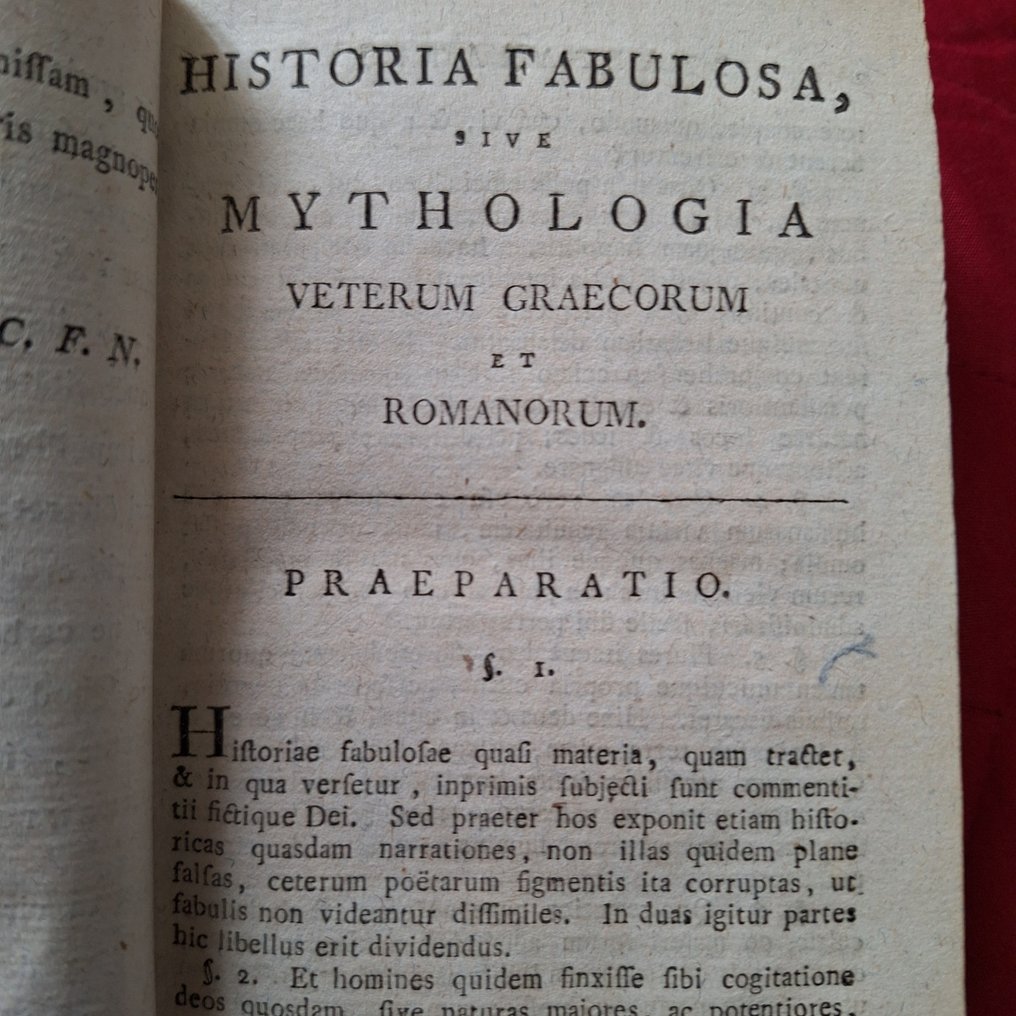 niſſam, qu
ris magnope
C. F. N.
HISTORIA FABULOSA,
SIVE
MYTHOLOGIA
VETERUM GRAECORUM
ET
ROMANORUM.
PRAEPARATIO.
§. 1.
Hiſtoriae fabuloſae quaſi materia, quam tractet,
& in qua verſetur, inprimis ſubjecti ſunt commenti-
tii fictique Dei. Sed praeter hos exponit etiam hiſto-
ricas quasdam narrationes, non illas quidem plane
falſas, ceterum poëtarum figmentis ita corruptas, ut
fabulis non videantur diſſimiles. In duas igitur partes
hic libellus erit dividendus.
§. 2. Et homines quidem finxiſſe ſibi cogitatione
deos quosdam, ſive naturas majores, ac potentiores,